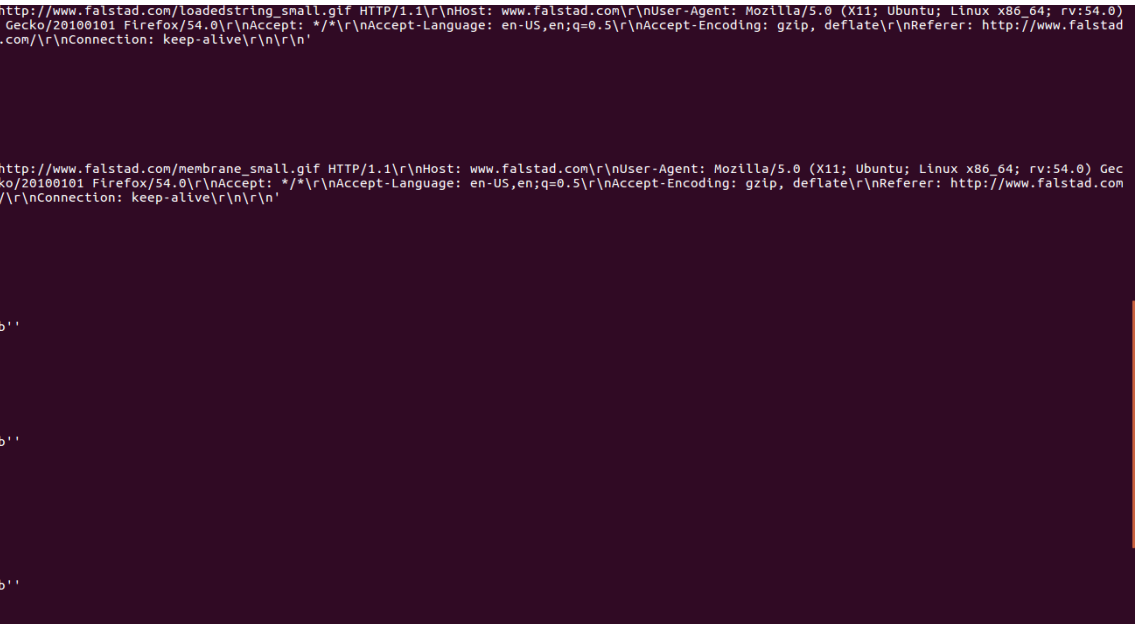 http://www.falstad.com/loadedstring_small.gif HTTP/1.1\r\nHost: www.falstad.com\r\nUser-Agent: Mozilla/5.0 (X11; Ubuntu; Linux x86_64; rv:54.0)
Gecko/20100101 Firefox/54.0\r\nAccept: */*\r\nAccept-Language: en-US,en;q=0.5\r\nAccept-Encoding: gzip, deflate\r\nReferer: http://www.falstad
.com/\r\nConnection: keep-alive\r\n\r\n'
http://www.falstad.com/membrane_small.gif HTTP/1.1\r\nHost: www.falstad.com\r\nUser-Agent: Mozilla/5.0 (X11; Ubuntu; Linux x86_64; rv:54.0) Gec
ko/20100101 Firefox/54.0\r\nAccept: */*\r\nAccept-Language: en-US,en;q=0.5\r\nAccept-Encoding: gzip, deflate\r\nReferer: http://www.falstad.com
/\r\nConnection: keep-alive\r\n\r\n'
b''
b''
b''